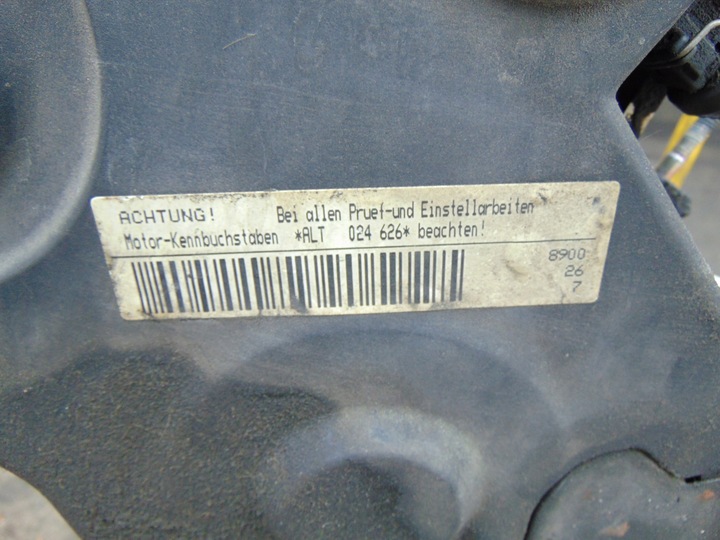 ACHTUNG! Bei allen Pruef-und Einstellarbeiten
Motor-Kennbuchstaben *ALT 024 626* beachten!
8900
26
7